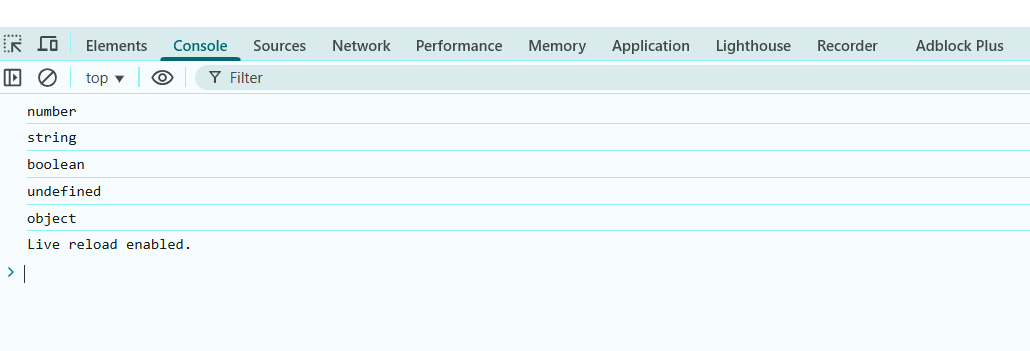 Elements Console Sources Network Performance Memory Application Lighthouse Recorder Adblock Plus
top Filter
number
string
boolean
undefined
object
Live reload enabled.